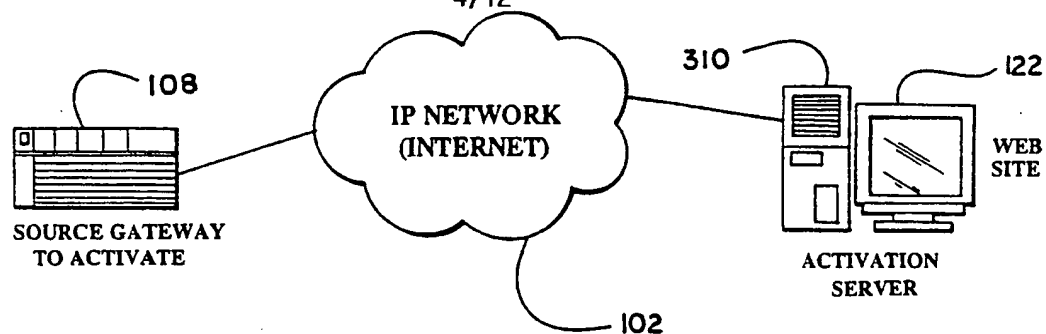 4/12
108
310
122
IP NETWORK
(INTERNET)
WEB
SITE
SOURCE GATEWAY
TO ACTIVATE
ACTIVATION
SERVER
102